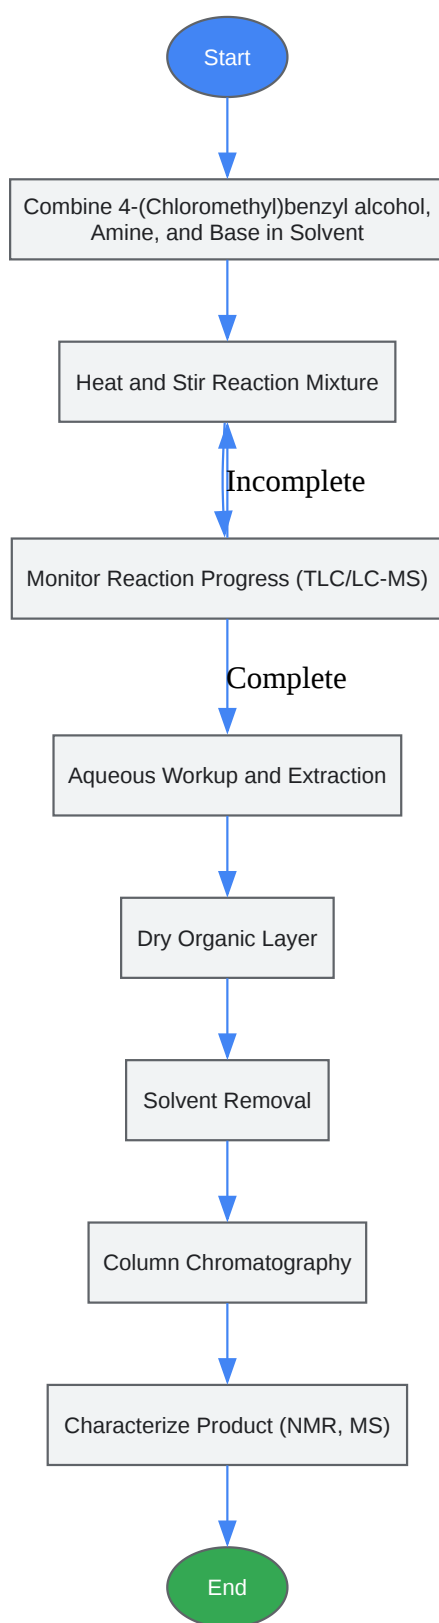 Start
Combine 4-(Chloromethyl)benzyl alcohol,
Amine, and Base in Solvent
Heat and Stir Reaction Mixture
Incomplete
Monitor Reaction Progress (TLC/LC-MS)
Complete
Aqueous Workup and Extraction
Dry Organic Layer
Solvent Removal
Column Chromatography
Characterize Product (NMR, MS)
End